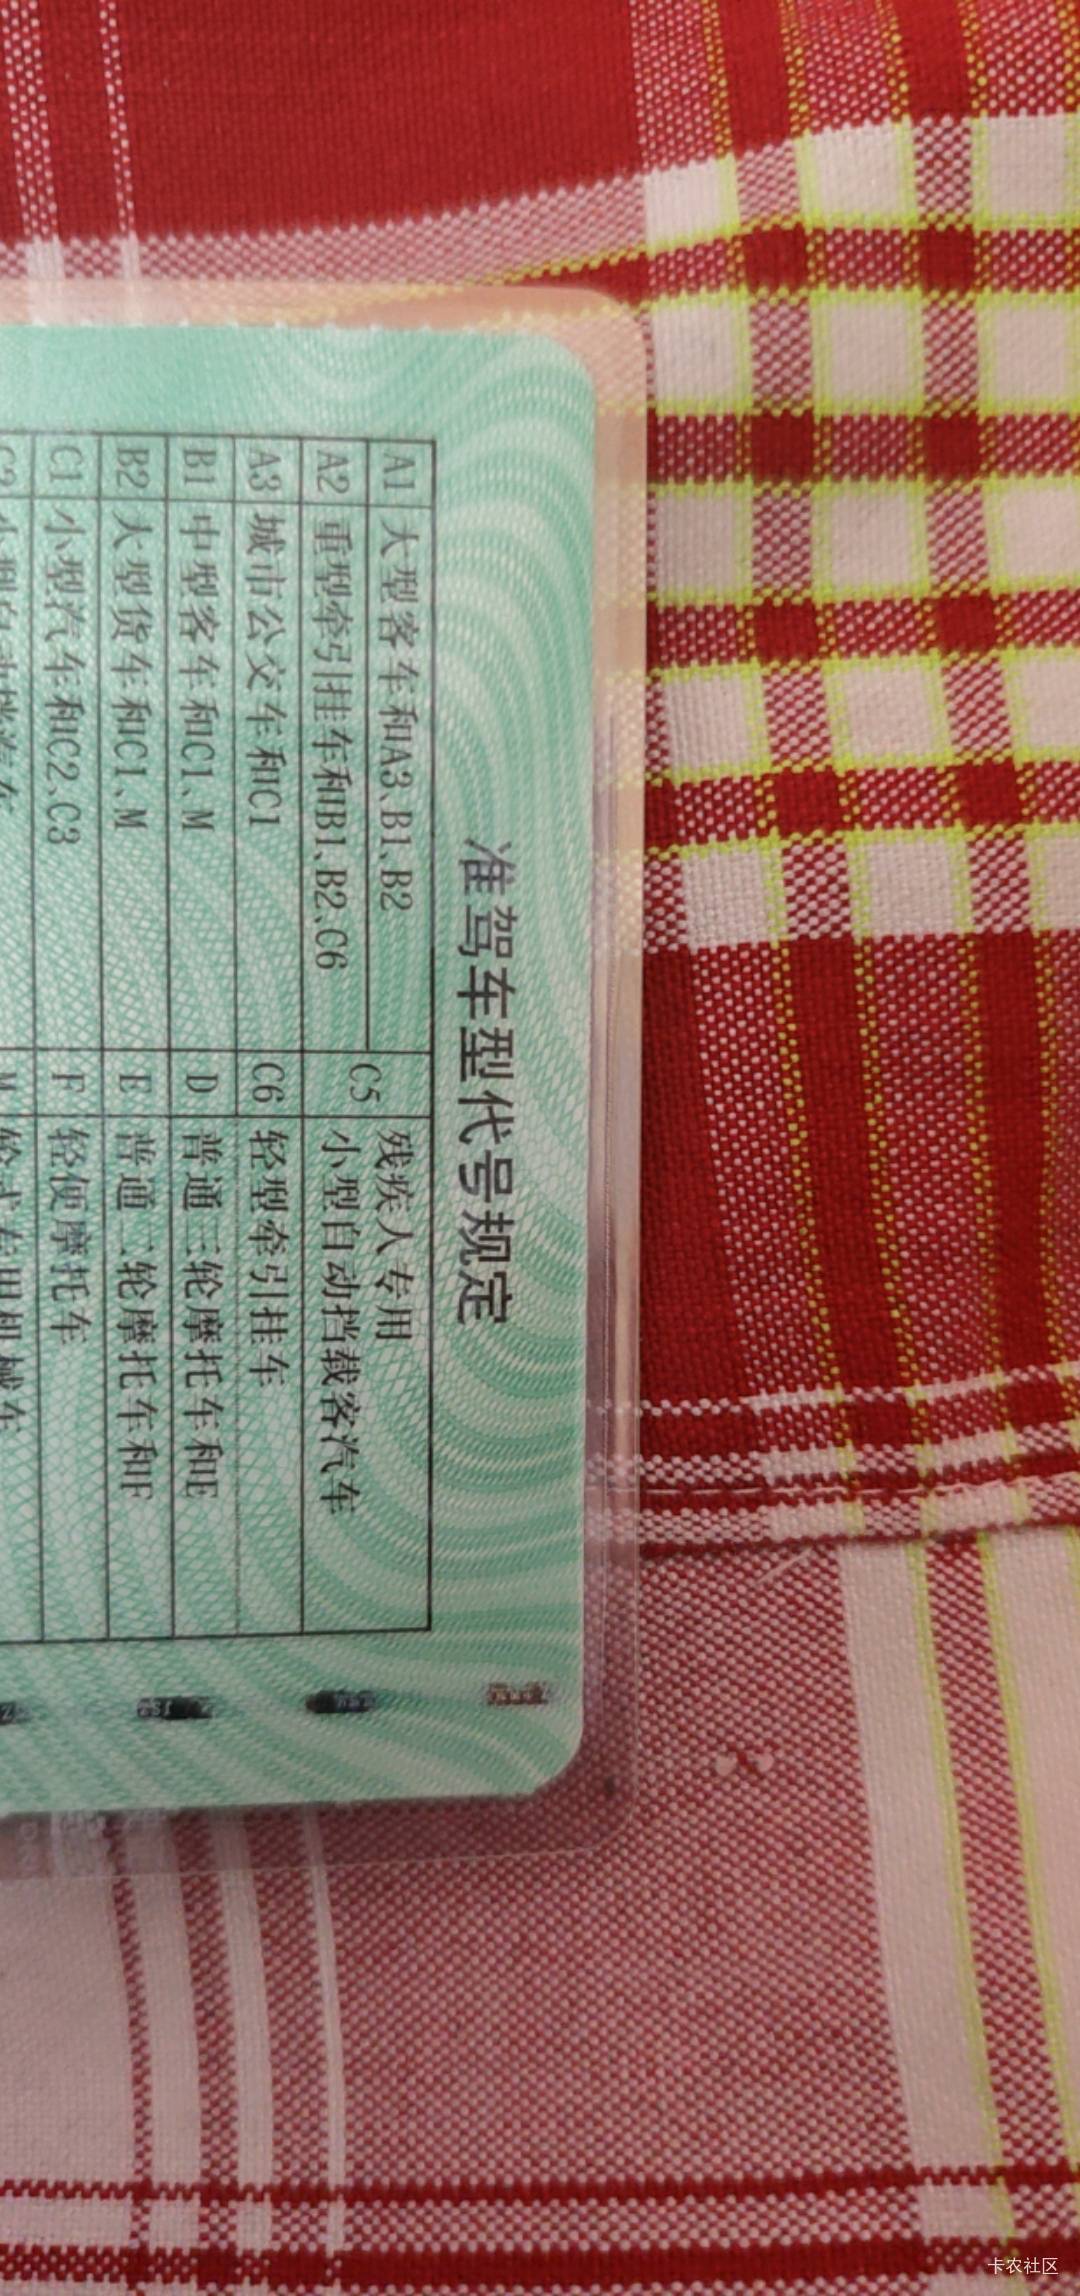 准驾车型代号规定
A1 大型客车和A3、B1、B2
A2 重型牵引挂车和B1、B2、C6
A3 城市公交车和C1
B1 中型客车和C1、M
B2 大型货车和C1、M
C1 小型汽车和C2、C3
C5 残疾人专用
小型自动挡载客汽车
C6 轻型牵引挂车
D 普通三轮摩托车和E
E 普通二轮摩托车和F
F 轻便摩托车
卡农社区